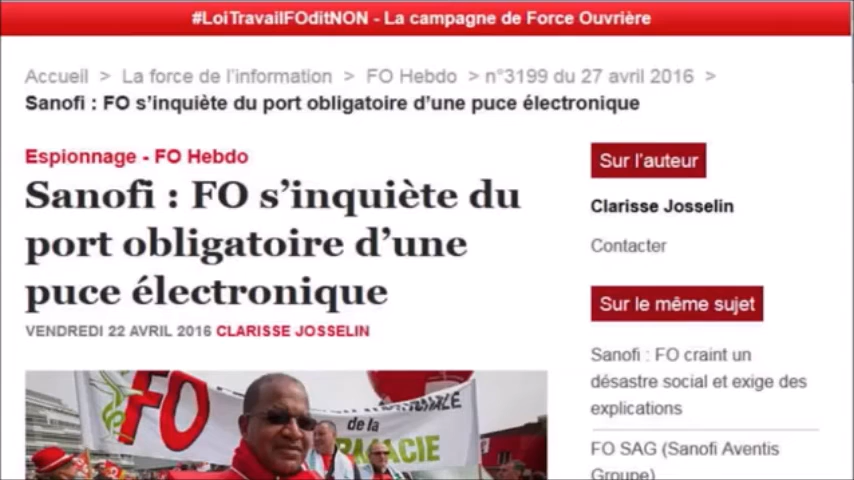 #LoiTravailFOditNON - La campagne de Force Ouvrière
Accueil > La force de l'information > FO Hebdo > n°3199 du 27 avril 2016 >
Sanofi : FO s'inquiète du port obligatoire d'une puce électronique
Espionnage - FO Hebdo
Sanofi : FO s'inquiète du
port obligatoire d'une
puce électronique
VENDREDI 22 AVRIL 2016 CLARISSE JOSSELIN
FO
de la
Sur l'auteur
Clarisse Josselin
Contacter
Sur le même sujet
Sanofi : FO craint un
désastre social et exige des
explications
FO SAG (Sanofi Aventis
Groupe)